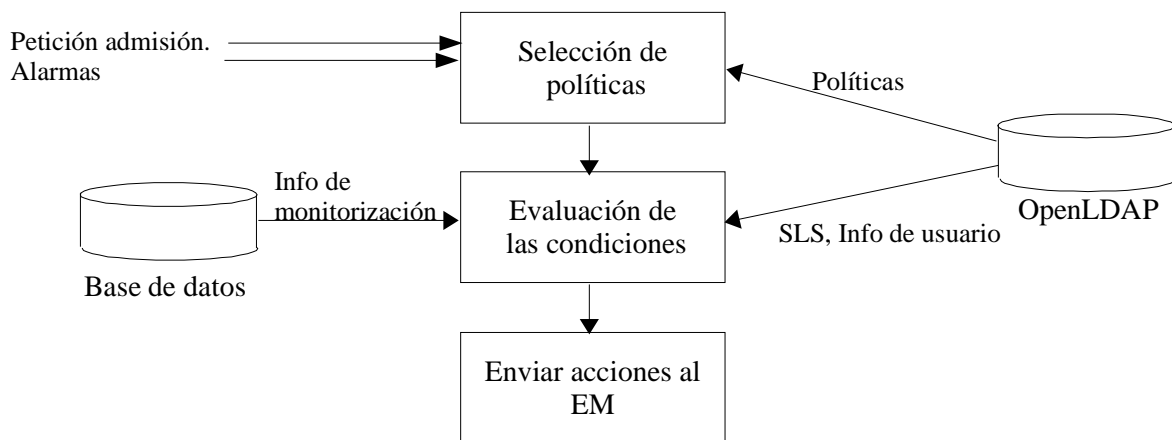 Petición admisión.
Alarmas
Selección de
políticas
Políticas
Info de
monitorización
Evaluación de
las condiciones
OpenLDAP
SLS, Info de usuario
Base de datos
Enviar acciones al
EM